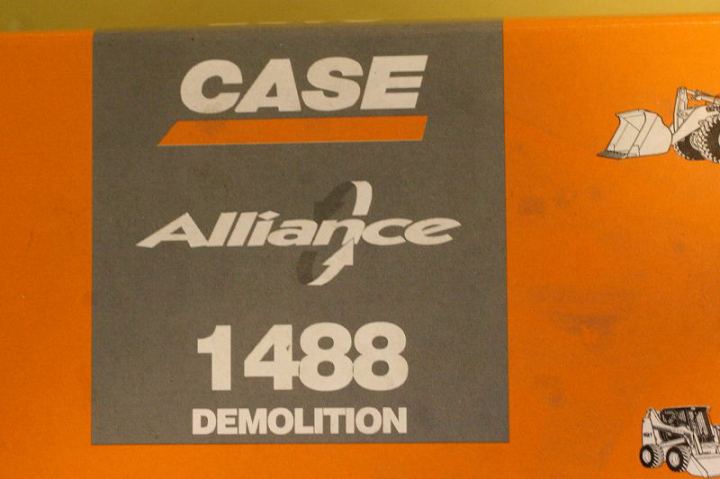 CASE
Alliance
1488
DEMOLITION